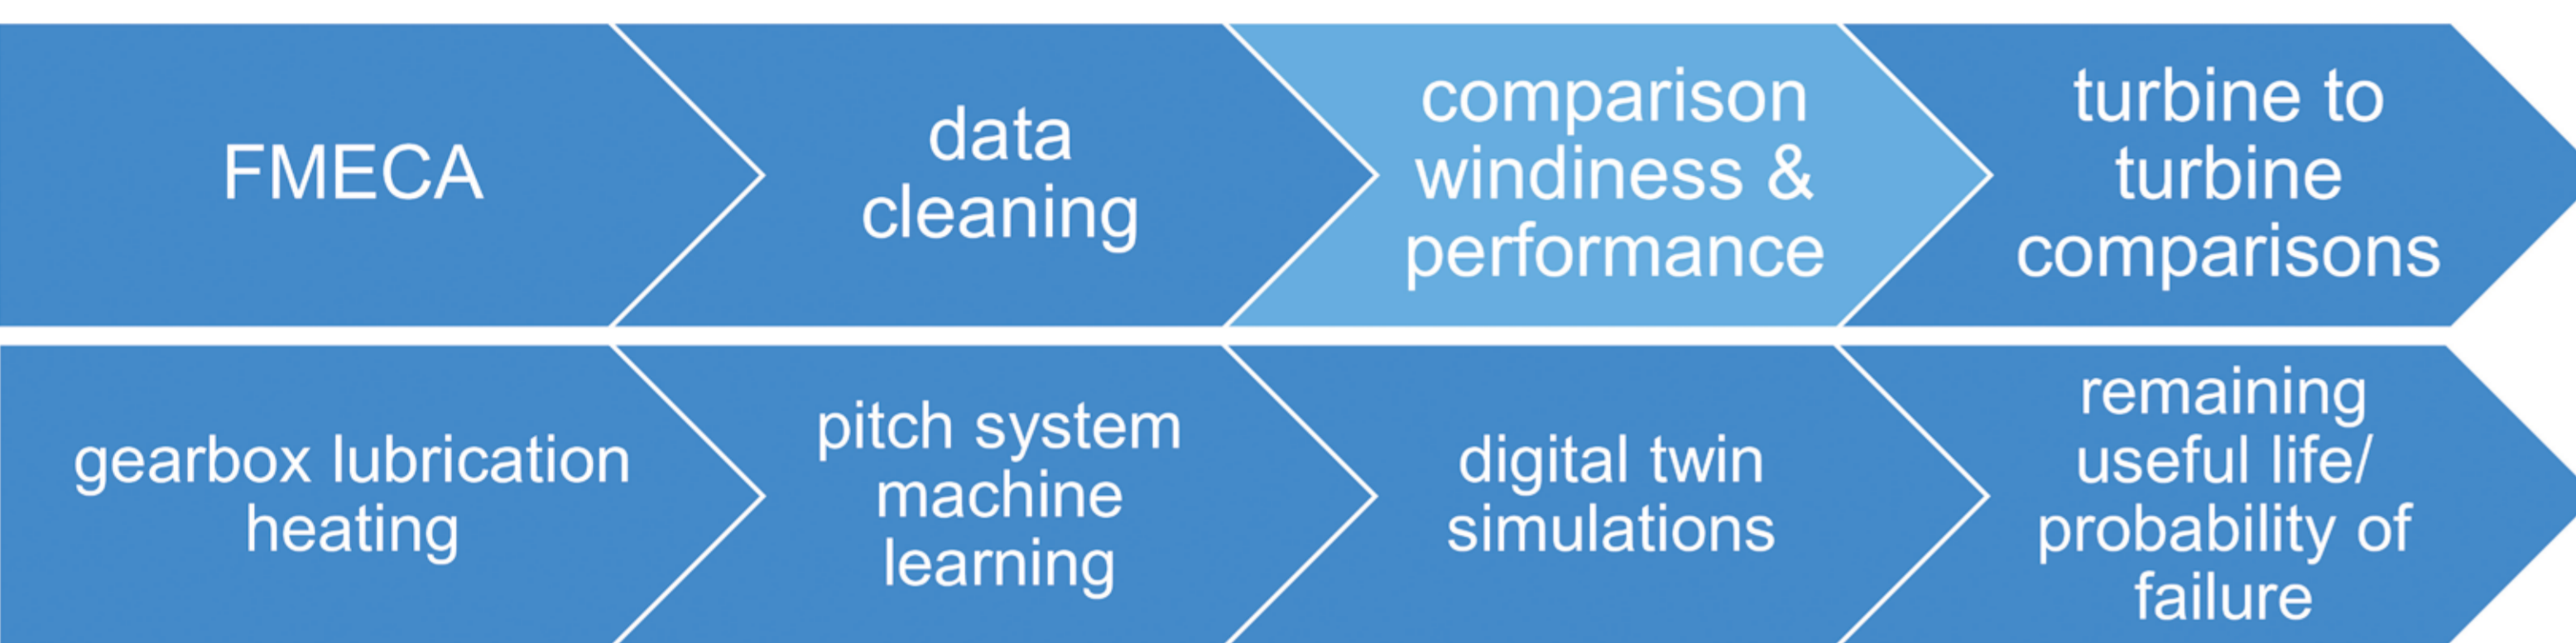 FMECA
data
cleaning
comparison
windiness &
performance
turbine to
turbine
comparisons
gearbox lubrication
heating
pitch system
machine
learning
digital twin
simulations
remaining
useful life/
probability of
failure